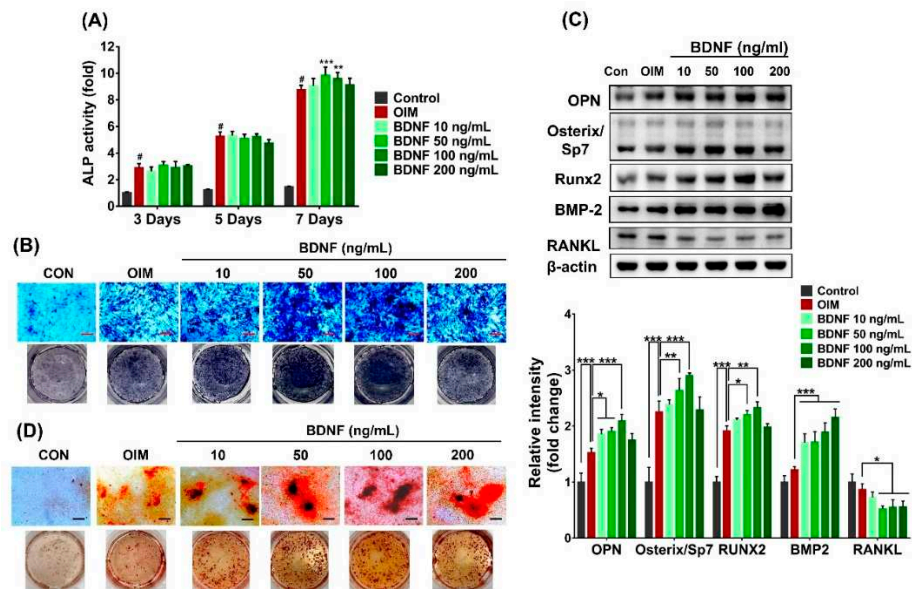 (A)
ALP activity (fold)
12
10
8
6
4
2
0
#
#
#
***
**
3 Days
5 Days
7 Days
Control
OIM
BDNF 10 ng/mL
BDNF 50 ng/mL
BDNF 100 ng/mL
BDNF 200 ng/mL
(B)
BDNF (ng/mL)
CON
OIM
10
50
100
200
(D)
BDNF (ng/mL)
CON
OIM
10
50
100
200
(C)
BDNF (ng/ml)
Con
OIM
10
50
100
200
OPN
Osterix/
Sp7
Runx2
BMP-2
RANKL
β-actin
Control
OIM
BDNF 10 ng/mL
BDNF 50 ng/mL
BDNF 100 ng/mL
BDNF 200 ng/mL
Relative intensity
(fold change)
4
3
2
1
0
*** ***
*
*** ***
**
*** **
*
***
*
OPN
Osterix/Sp7
RUNX2
BMP2
RANKL